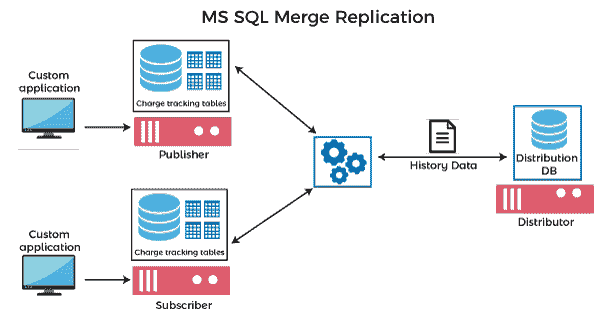 MS SQL Merge Replication
Custom
application
Charge tracking tables
Publisher
History Data
Distribution
DB
Distributor
Custom
application
Charge tracking tables
Subscriber